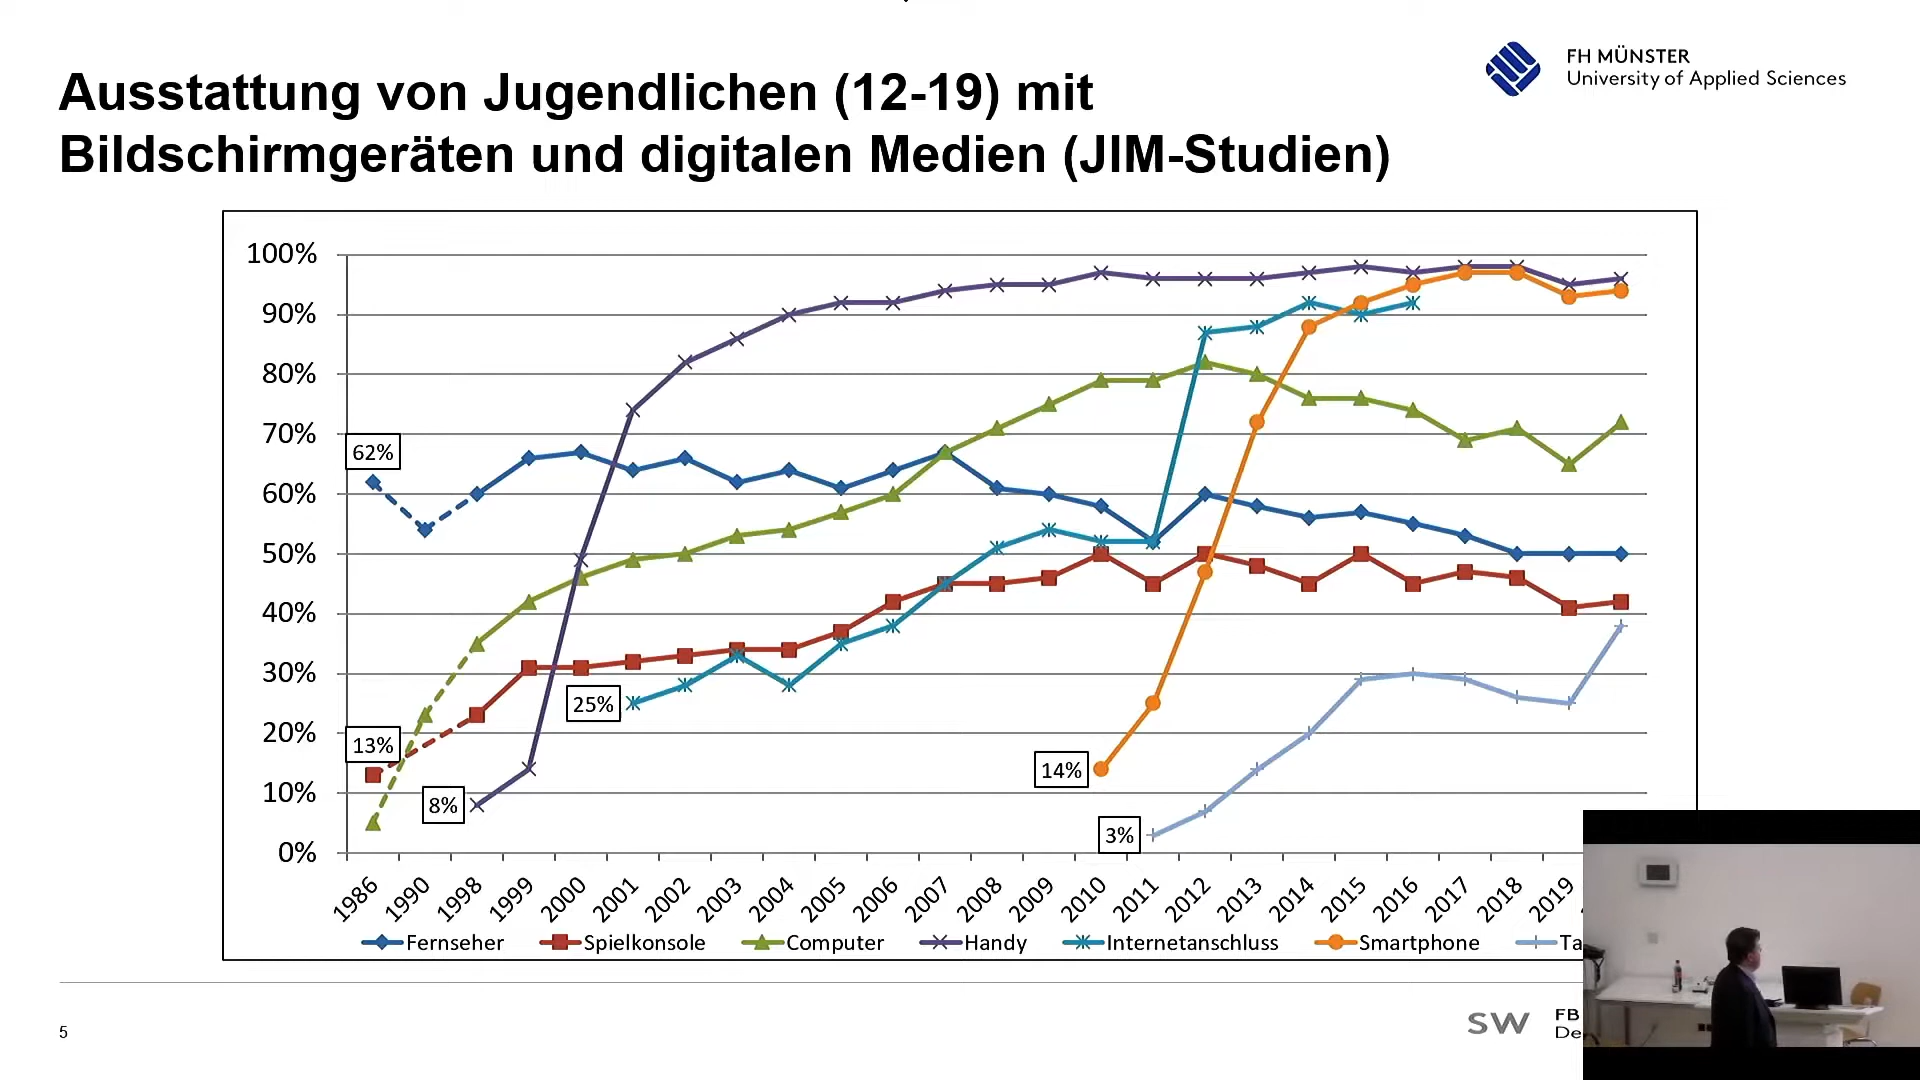 FH MÜNSTER
University of Applied Sciences
Ausstattung von Jugendlichen (12-19) mit
Bildschirmgeräten und digitalen Medien (JIM-Studien)
100%
90%
80%
70%
60%
50%
40%
30%
20%
10%
0%
62%
13%
8%
25%
14%
3%
1986 1990 1998 1999 2000 2001 2002 2003 2004 2005 2006 2007 2008 2009 2010 2011 2012 2013 2014 2015 2016 2017 2018 2019
Fernseher Spielkonsole Computer Handy Internetanschluss Smartphone Ta
5
SW FB
De